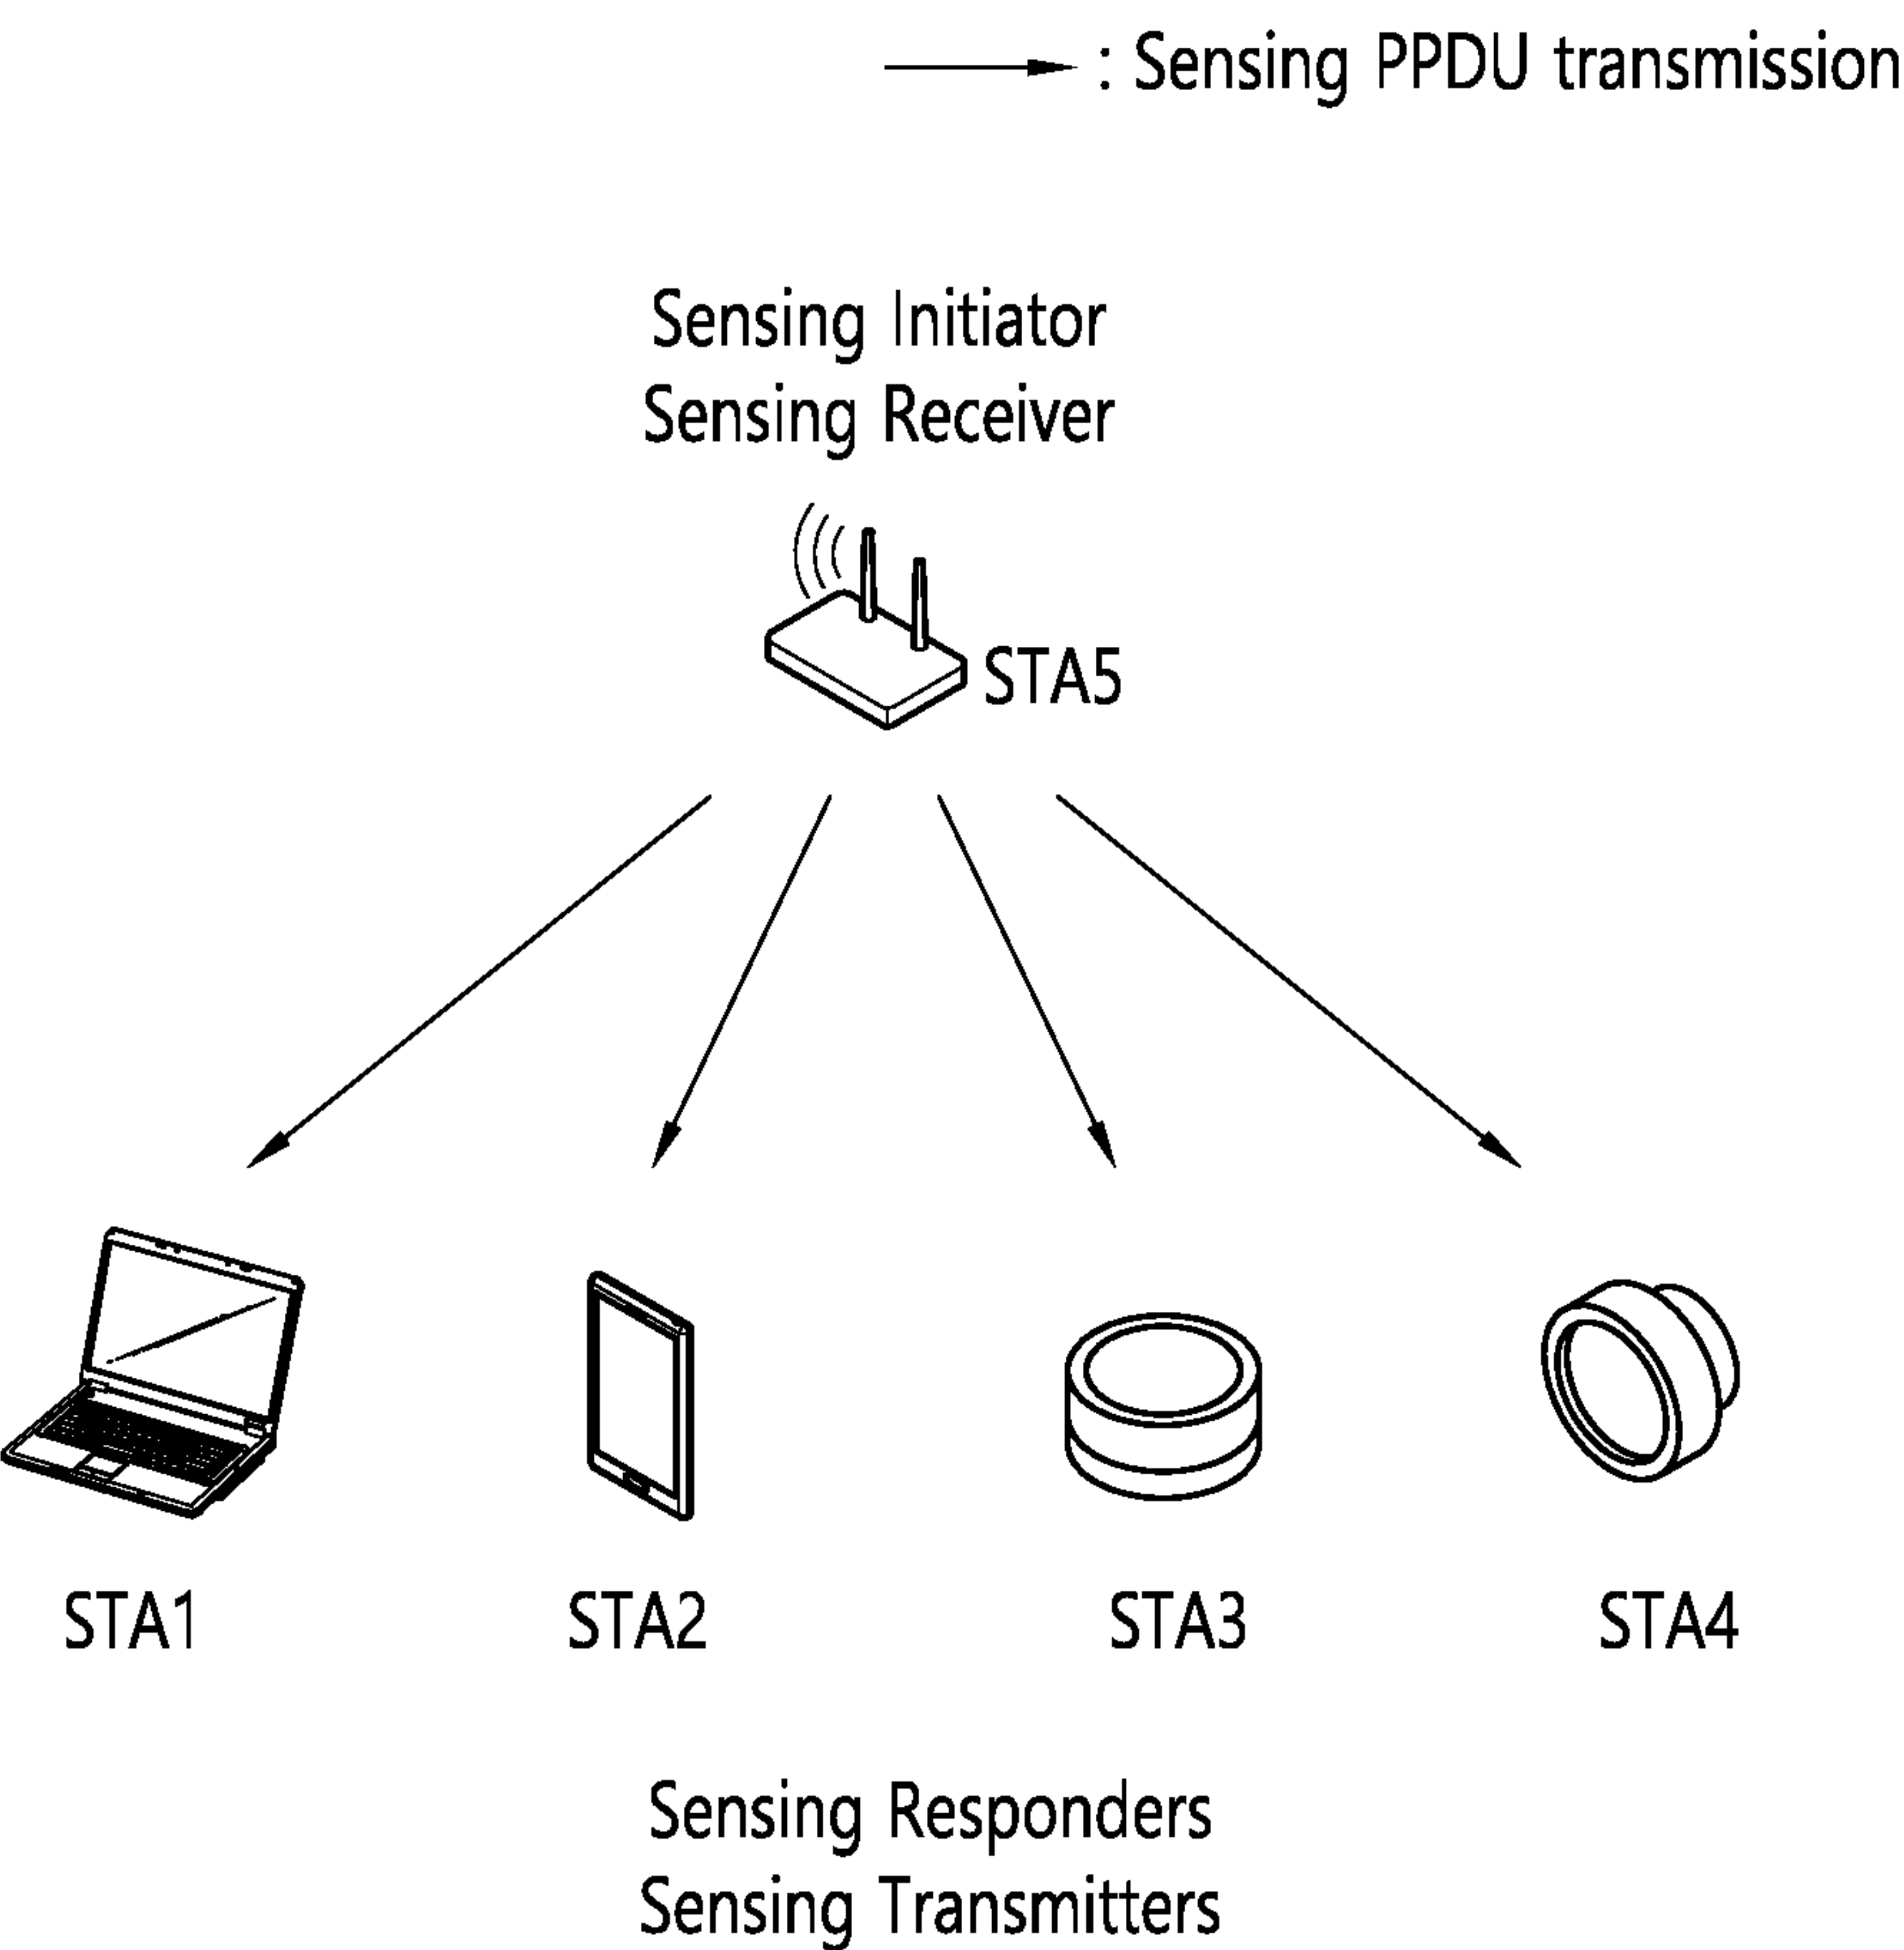 : Sensing PPDU transmission
Sensing Initiator
Sensing Receiver
STA5
STA1
STA2
STA3
STA4
Sensing Responders
Sensing Transmitters